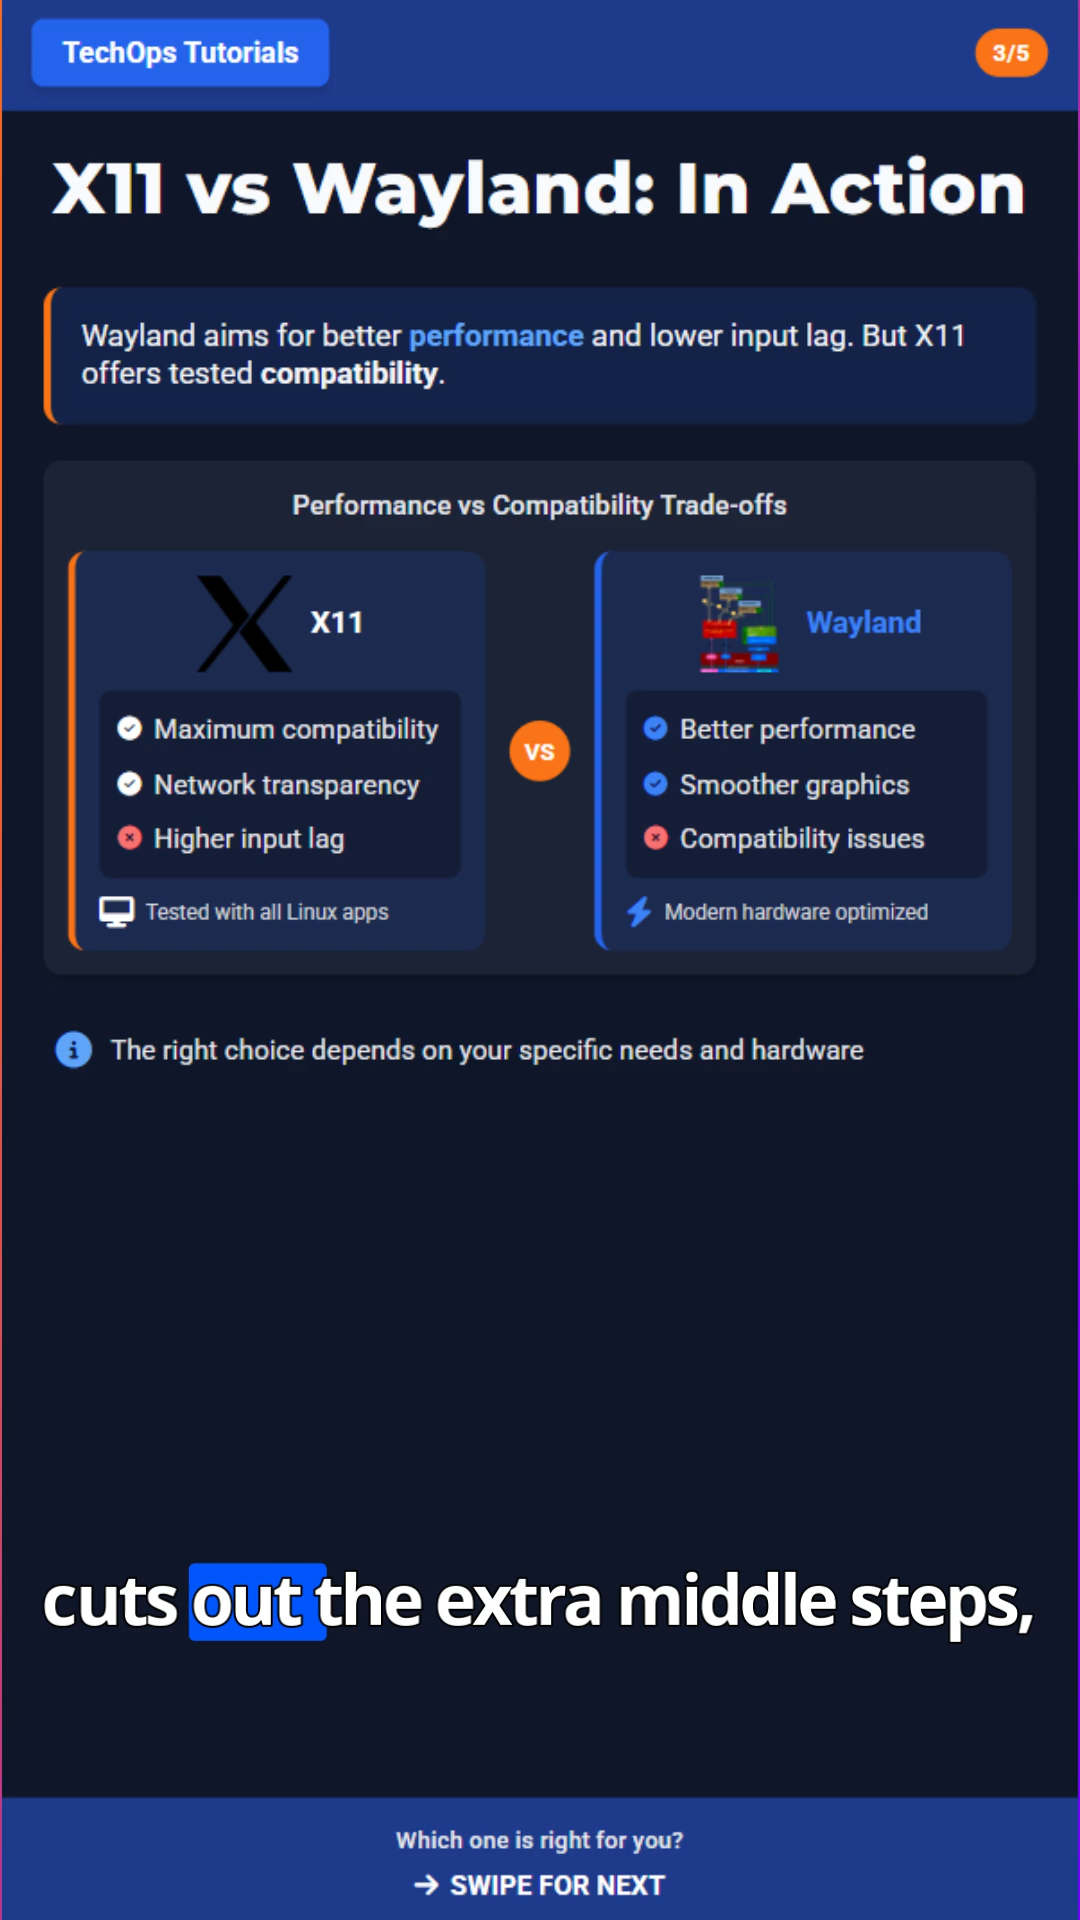 TechOps Tutorials
3/5
X11 vs Wayland: In Action
Wayland aims for better performance and lower input lag. But X11
offers tested compatibility.
Performance vs Compatibility Trade-offs
X11
Maximum compatibility
Network transparency
Higher input lag
Tested with all Linux apps
VS
Wayland
Better performance
Smoother graphics
Compatibility issues
Modern hardware optimized
The right choice depends on your specific needs and hardware
cuts out the extra middle steps,
Which one is right for you?
→ SWIPE FOR NEXT